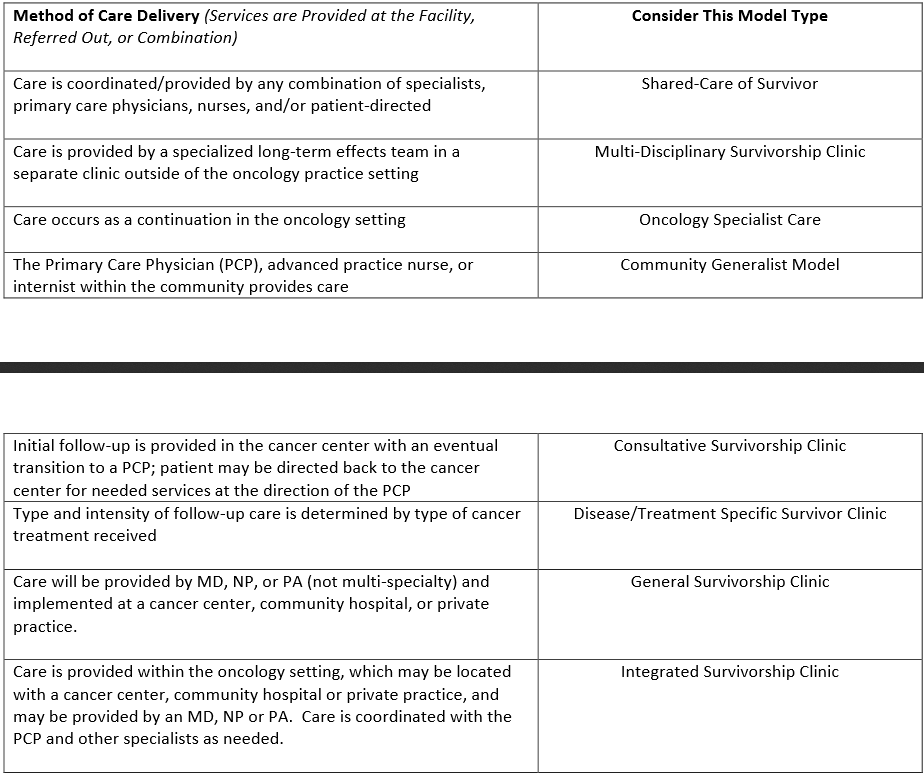 Method of Care Delivery (Services are Provided at the Facility,
Referred Out, or Combination)
Consider This Model Type
Care is coordinated/provided by any combination of specialists,
primary care physicians, nurses, and/or patient-directed
Shared-Care of Survivor
Care is provided by a specialized long-term effects team in a
separate clinic outside of the oncology practice setting
Multi-Disciplinary Survivorship Clinic
Care occurs as a continuation in the oncology setting
Oncology Specialist Care
The Primary Care Physician (PCP), advanced practice nurse, or
internist within the community provides care
Community Generalist Model
Initial follow-up is provided in the cancer center with an eventual
transition to a PCP; patient may be directed back to the cancer
center for needed services at the direction of the PCP
Consultative Survivorship Clinic
Type and intensity of follow-up care is determined by type of cancer
treatment received
Disease/Treatment Specific Survivor Clinic
Care will be provided by MD, NP, or PA (not multi-specialty) and
implemented at a cancer center, community hospital, or private
practice.
General Survivorship Clinic
Care is provided within the oncology setting, which may be located
with a cancer center, community hospital or private practice, and
may be provided by an MD, NP or PA.  Care is coordinated with the
PCP and other specialists as needed.
Integrated Survivorship Clinic